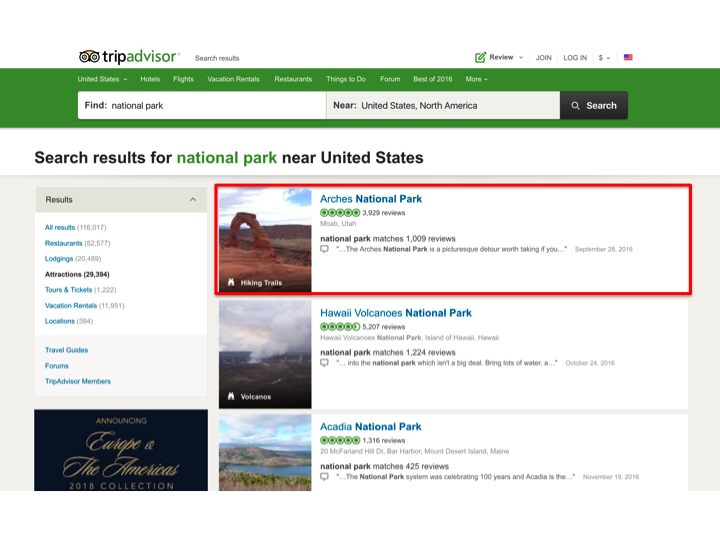 tripadvisor
Search results
Review
JOIN
LOG IN
$
United States
Hotels
Flights
Vacation Rentals
Restaurants
Things to Do
Forum
Best of 2016
More
Find: national park
Near: United States, North America
Search
Search results for national park near United States
Results
All results (116,017)
Restaurants (52,577)
Lodgings (20,489)
Attractions (29,394)
Tours & Tickets (1,222)
Vacation Rentals (11,951)
Locations (384)
Travel Guides
Forums
TripAdvisor Members
ANNOUNCING
Europe &
The Americas
2018 COLLECTION
Hiking Trails
Arches National Park
3,929 reviews
Moab, Utah
national park matches 1,009 reviews
"...The Arches National Park is a picturesque detour worth taking if you..." September 28, 2016
Volcanos
Hawaii Volcanoes National Park
5,207 reviews
Hawaii Volcanoes National Park, Island of Hawaii, Hawaii
national park matches 1,224 reviews
"... into the national park which isn't a big deal. Bring lots of water, a..." October 24, 2016
Acadia National Park
1,316 reviews
20 McFarland Hill Dr, Bar Harbor, Mount Desert Island, Maine
national park matches 425 reviews
"...The National Park system was celebrating 100 years and Acadia is the..." November 19, 2016